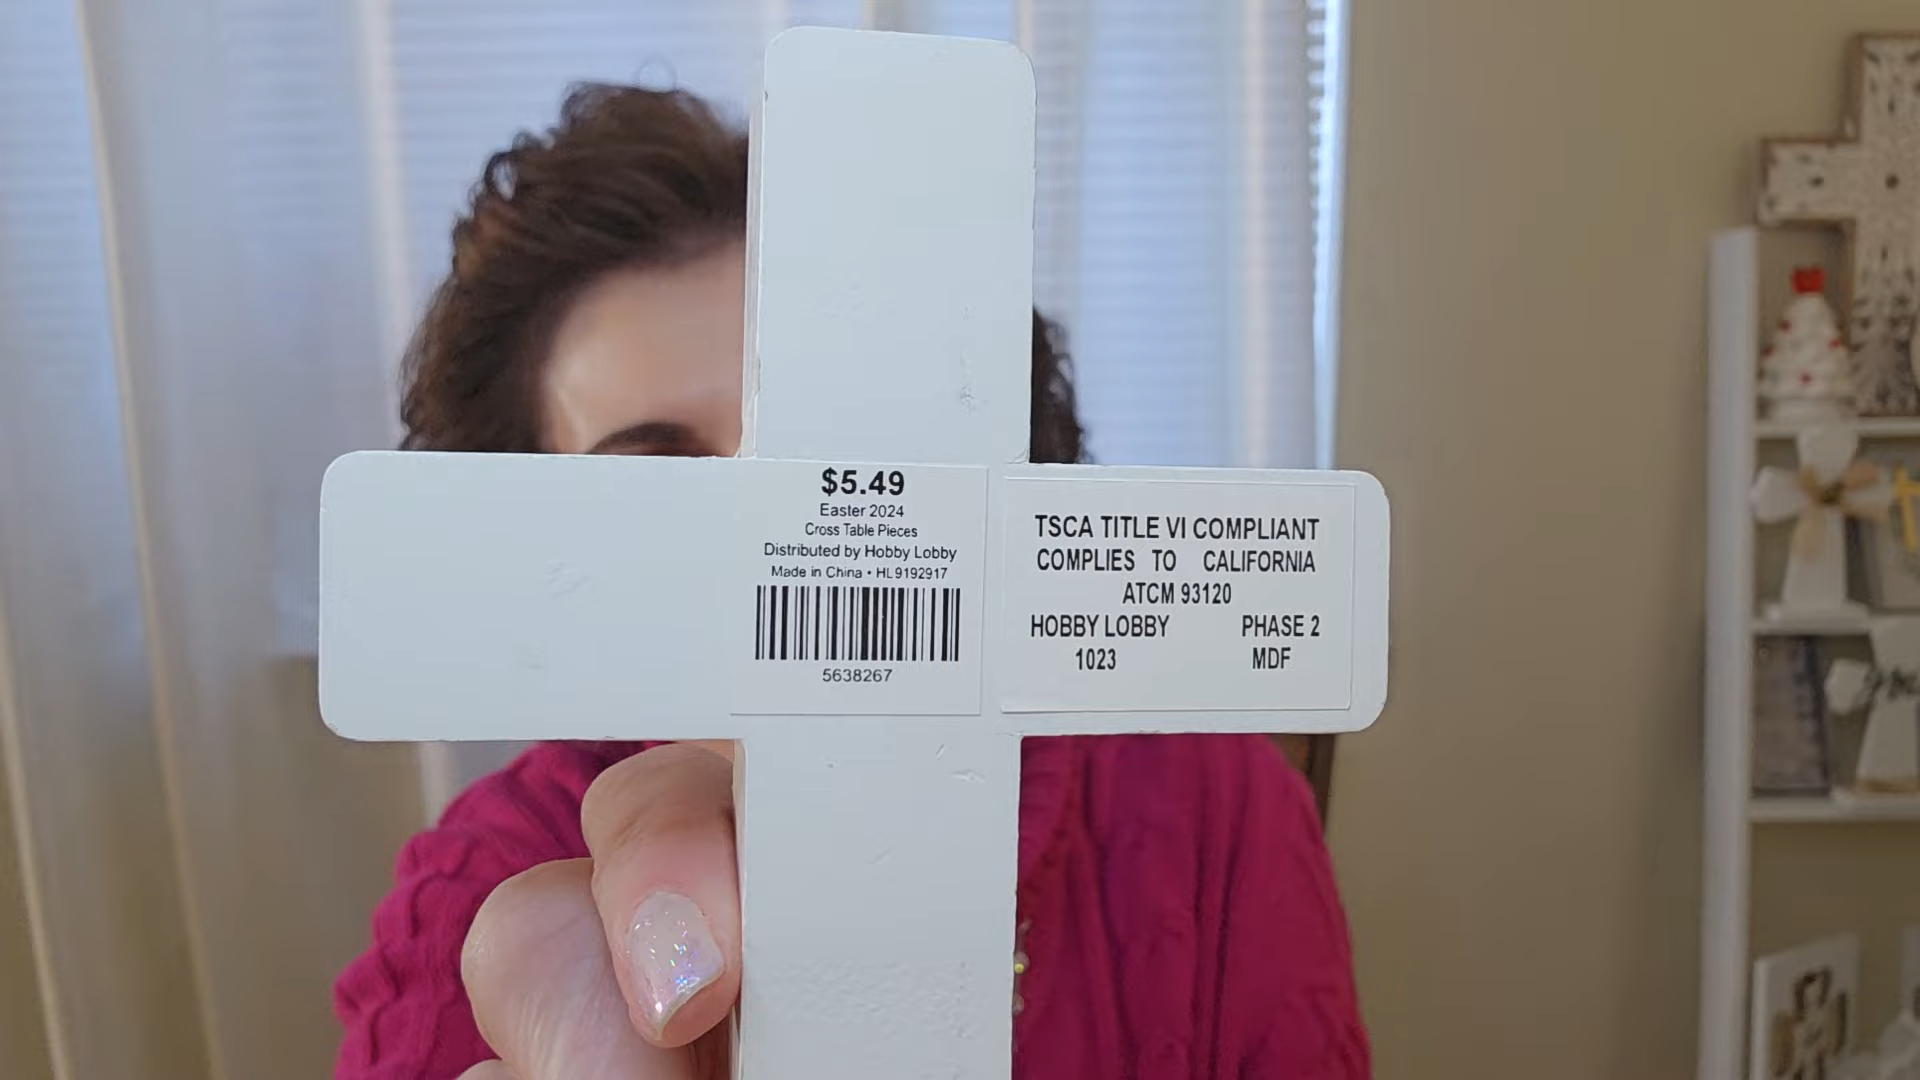 $5.49
Easter 2024
Cross Table Pieces
Distributed by Hobby Lobby
Made in China • HL9192917
5638267
TSCA TITLE VI COMPLIANT
COMPLIES TO CALIFORNIA
ATCM 93120
HOBBY LOBBY PHASE 2
1023 MDF